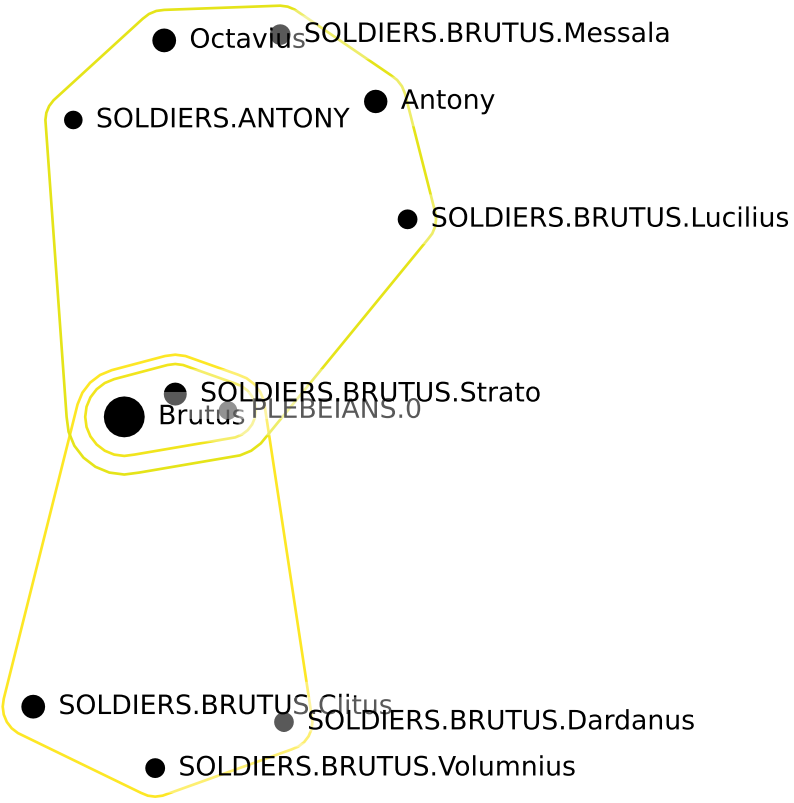 Octavius
SOLDIERS.BRUTUS.Messala
Antony
SOLDIERS.ANTONY
SOLDIERS.BRUTUS.Lucilius
SOLDIERS.BRUTUS.Strato
Brutus
PLEBEIANS.0
SOLDIERS.BRUTUS.Clitus
SOLDIERS.BRUTUS.Dardanus
SOLDIERS.BRUTUS.Volumnius